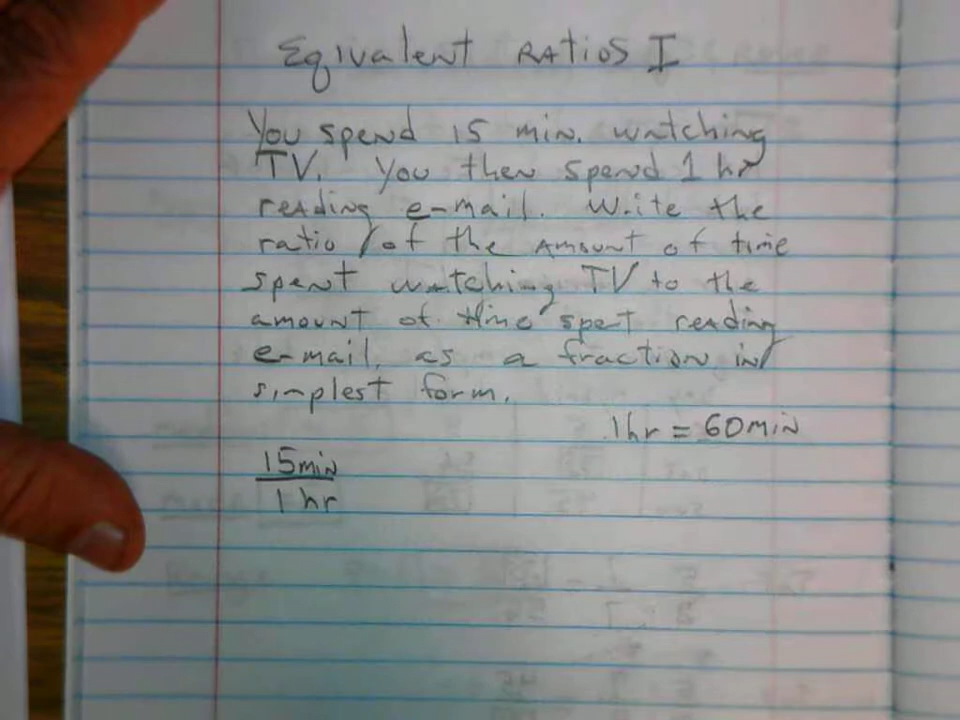 Eqivalent RATIOS I
You spend 15 min. watching
TV. You then spend 1 hr
reading e-mail. Write the
ratio of the AMOUNT of time
spent watching TV to the
amount of time spet reading
e-mail, as a fraction in
simplest form.
1hr = 60min
15min
1 hr